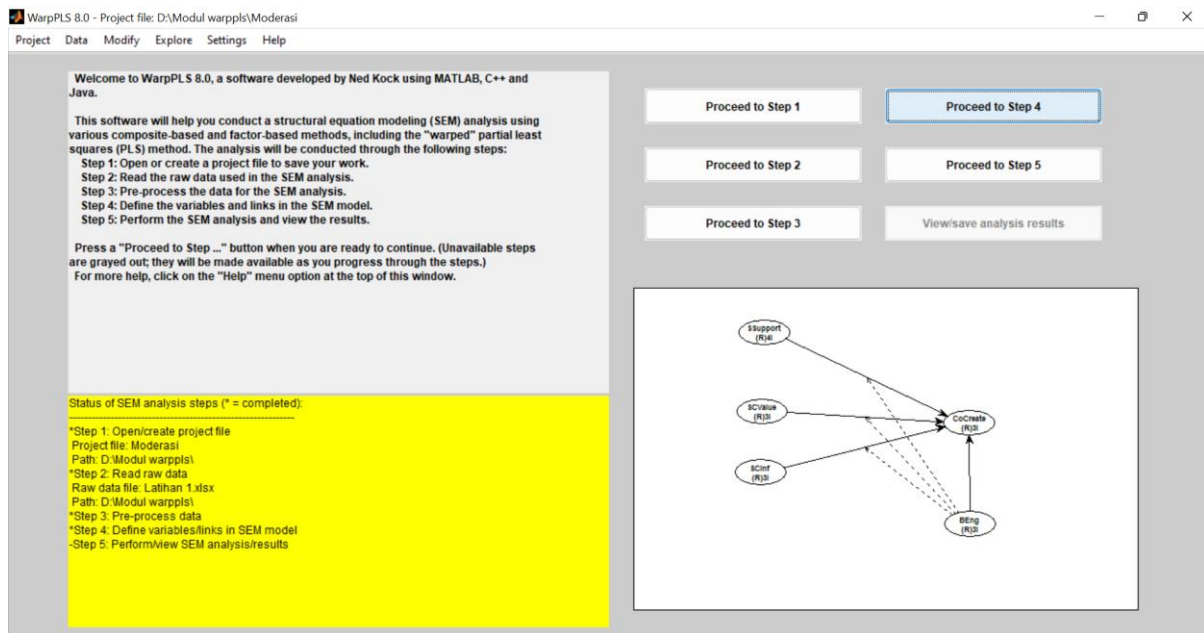 WarpPLS 8.0 - Project file: D:\Modul warppls\Moderasi
Project Data Modify Explore Settings Help
Welcome to WarpPLS 8.0, a software developed by Ned Kock using MATLAB, C++ and
Java.
This software will help you conduct a structural equation modeling (SEM) analysis using
various composite-based and factor-based methods, including the "warped" partial least
squares (PLS) method. The analysis will be conducted through the following steps:
Step 1: Open or create a project file to save your work.
Step 2: Read the raw data used in the SEM analysis.
Step 3: Pre-process the data for the SEM analysis.
Step 4: Define the variables and links in the SEM model.
Step 5: Perform the SEM analysis and view the results.
Press a "Proceed to Step ..." button when you are ready to continue. (Unavailable steps
are grayed out; they will be made available as you progress through the steps.)
For more help, click on the "Help" menu option at the top of this window.
Status of SEM analysis steps (* = completed):
*Step 1: Open/create project file
Project file: Moderasi
Path: D:\Modul warppls\
*Step 2: Read raw data
Raw data file: Latihan 1.xlsx
Path: D:\Modul warppls\
*Step 3: Pre-process data
*Step 4: Define variables/links in SEM model
-Step 5: Perform/view SEM analysis/results
Proceed to Step 1
Proceed to Step 4
Proceed to Step 2
Proceed to Step 5
Proceed to Step 3
View/save analysis results
SSupport
(R)4i
SCValue
(R)3i
CoCreate
(R)3i
SCInf
(R)3i
BEng
(R)3i